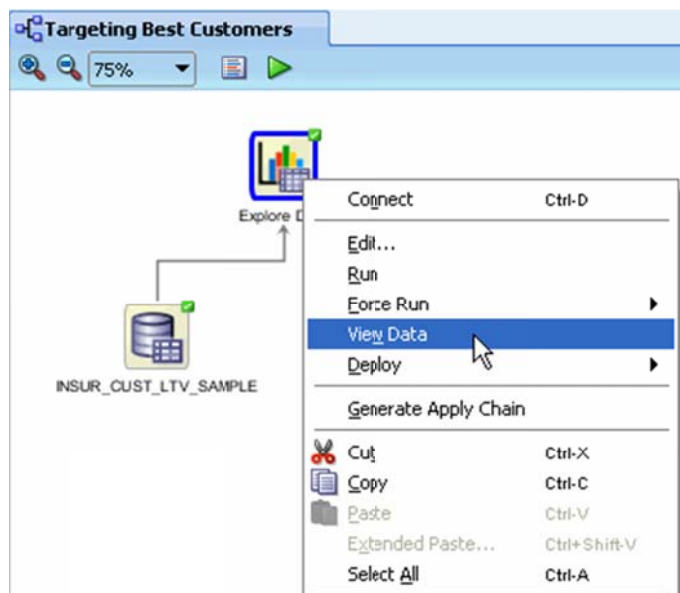 Targeting Best Customers
75%
Explore D
INSUR_CUST_LTV_SAMPLE
Connect Ctrl-D
Edit...
Run
Force Run
View Data
Deploy
Generate Apply Chain
Cut Ctrl-X
Copy Ctrl-C
Paste Ctrl-V
Extended Paste... Ctrl+Shift-V
Select All Ctrl-A